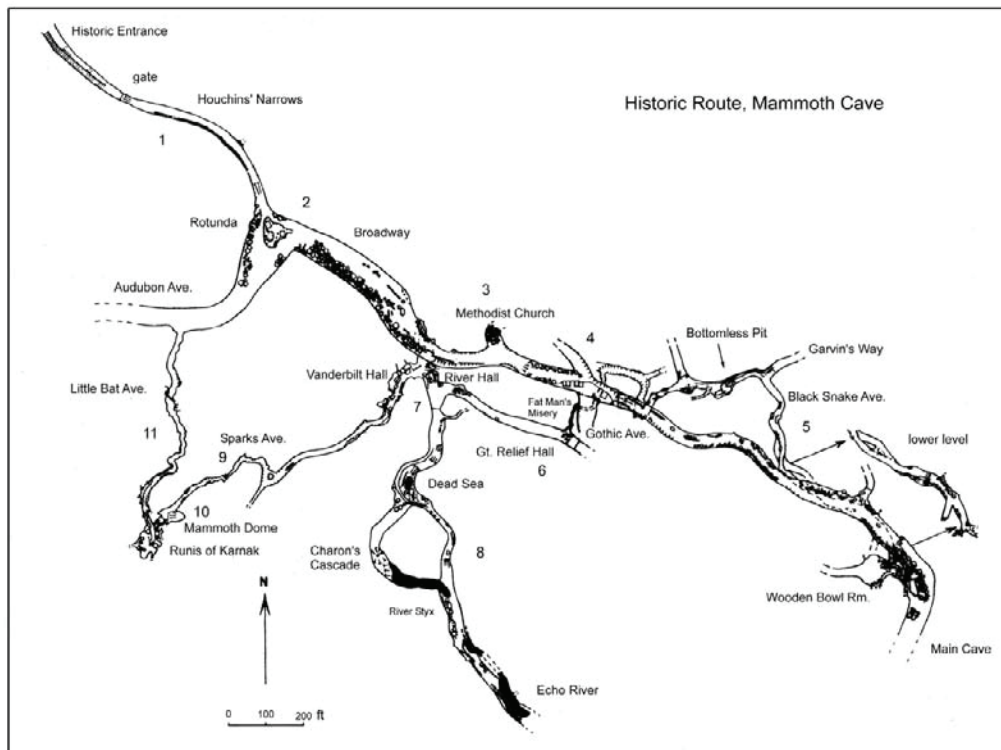 Historic Entrance
gate
Houchins' Narrows
Historic Route, Mammoth Cave
1
2
Rotunda
Broadway
Audubon Ave.
3
Methodist Church
4
Bottomless Pit
Garvin's Way
Vanderbilt Hall
River Hall
Little Bat Ave.
Fat Man's
Misery
Black Snake Ave.
7
5
11
Sparks Ave.
Gothic Ave.
lower level
9
Gt. Relief Hall
6
Dead Sea
10
Mammoth Dome
Runis of Karnak
8
Charon's
Cascade
N
Wooden Bowl Rm.
River Styx
Main Cave
Echo River
0 100 200 ft